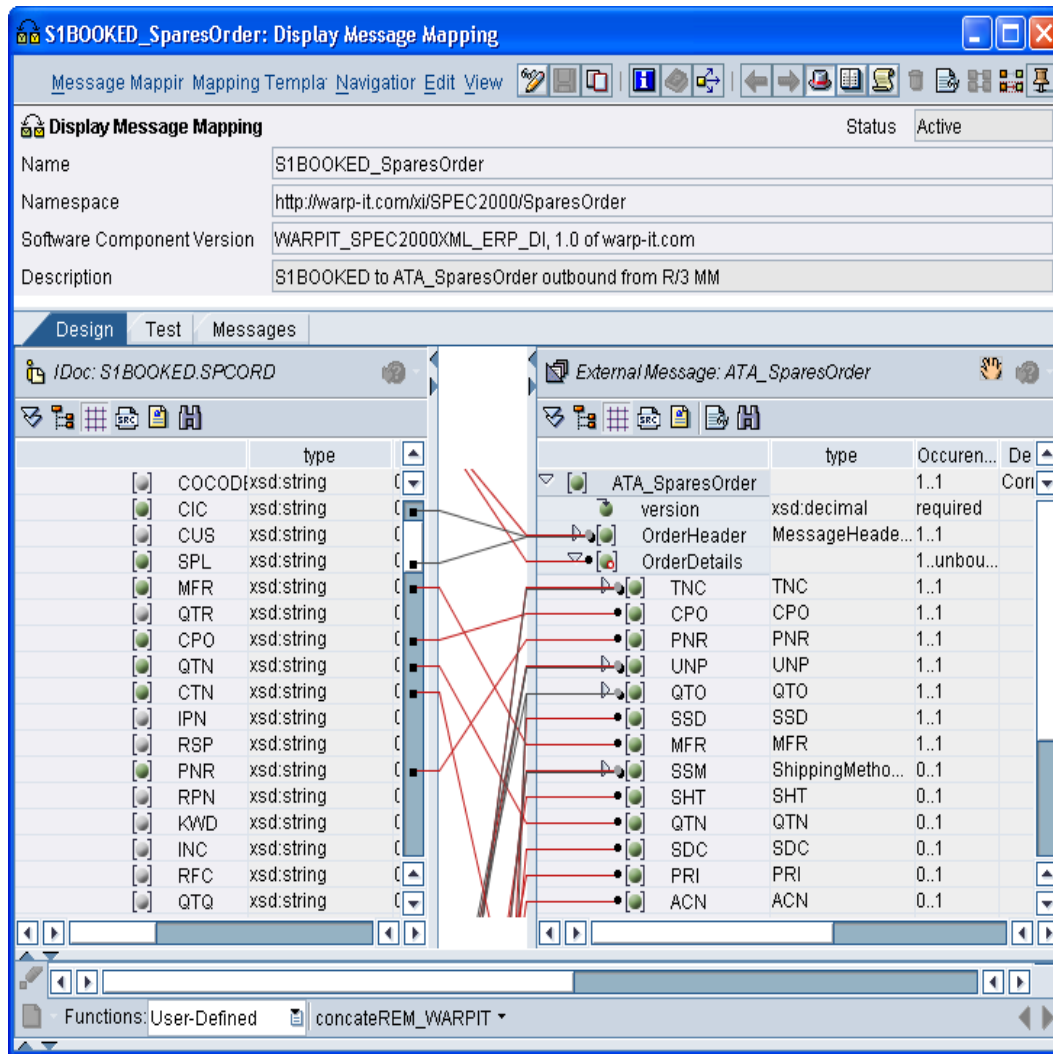 S1BOOKED_SparesOrder: Display Message Mapping
Message Mappir Mapping Templa Navigatior Edit View
Display Message Mapping Status Active
Name S1BOOKED_SparesOrder
Namespace http://warp-it.com/xi/SPEC2000/SparesOrder
Software Component Version WARPIT_SPEC2000XML_ERP_DI, 1.0 of warp-it.com
Description S1BOOKED to ATA_SparesOrder outbound from R/3 MM
Design Test Messages
IDoc: S1BOOKED.SPCORD External Message: ATA_SparesOrder
SRC SRC
type type Occuren... De
COCODE xsd:string ATA_SparesOrder 1..1 Con
CIC xsd:string version xsd:decimal required
CUS xsd:string OrderHeader MessageHeade... 1..1
SPL xsd:string OrderDetails 1..unbou...
MFR xsd:string TNC TNC 1..1
QTR xsd:string CPO CPO 1..1
CPO xsd:string PNR PNR 1..1
QTN xsd:string UNP UNP 1..1
CTN xsd:string QTO QTO 1..1
IPN xsd:string SSD SSD 1..1
RSP xsd:string MFR MFR 1..1
PNR xsd:string SSM ShippingMetho... 0..1
RPN xsd:string SHT SHT 0..1
KWD xsd:string QTN QTN 0..1
INC xsd:string SDC SDC 0..1
RFC xsd:string PRI PRI 0..1
QTQ xsd:string ACN ACN 0..1
Functions: User-Defined concateREM_WARPIT